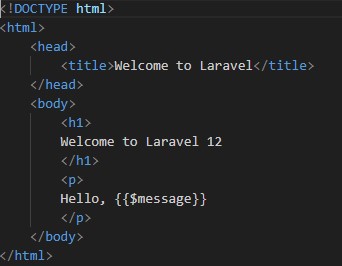 <!DOCTYPE html>
<html>
    <head>
        <title>Welcome to Laravel</title>
    </head>
    <body>
        <h1>
        Welcome to Laravel 12
        </h1>
        <p>
        Hello, {{$message}}
        </p>
    </body>
</html>